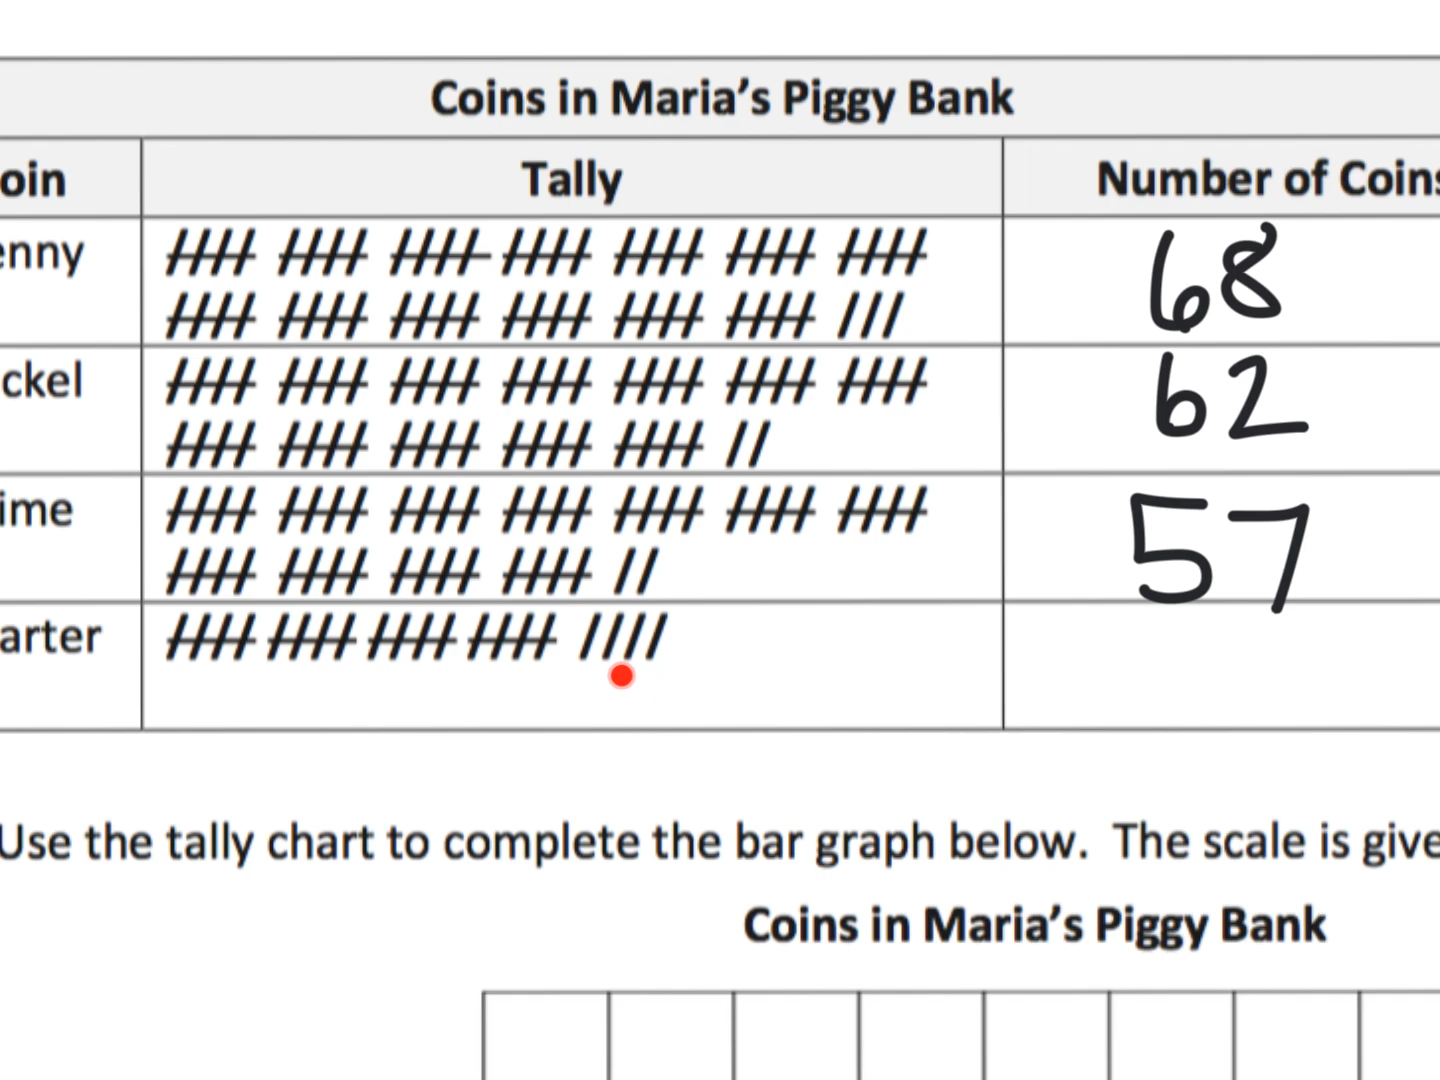 Coins in Maria's Piggy Bank
oin Tally Number of Coins
enny 68
ckel 62
ime 57
arter
Use the tally chart to complete the bar graph below. The scale is give
Coins in Maria's Piggy Bank